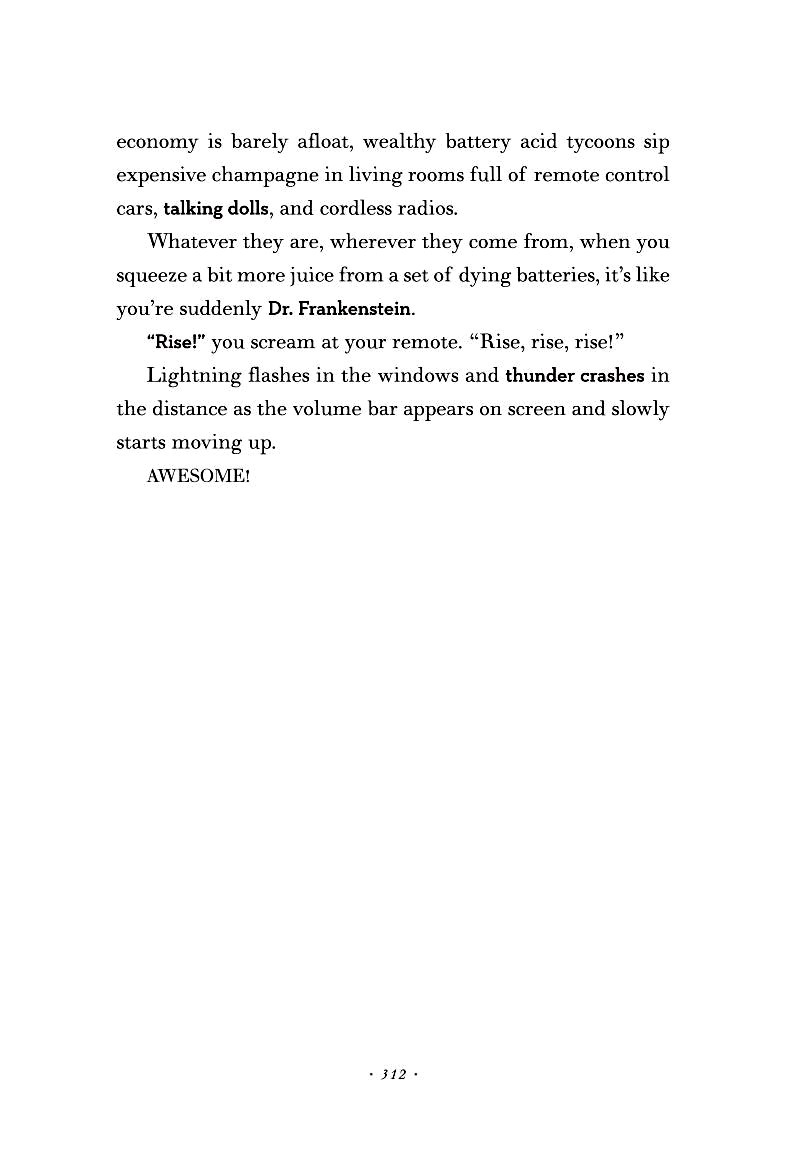 economy is barely afloat, wealthy battery acid tycoons sip
expensive champagne in living rooms full of remote control
cars, talking dolls, and cordless radios.
Whatever they are, wherever they come from, when you
squeeze a bit more juice from a set of dying batteries, it’s like
you’re suddenly Dr. Frankenstein.
“Rise!” you scream at your remote. “Rise, rise, rise!”
Lightning flashes in the windows and thunder crashes in
the distance as the volume bar appears on screen and slowly
starts moving up.
AWESOME!
· 312 ·